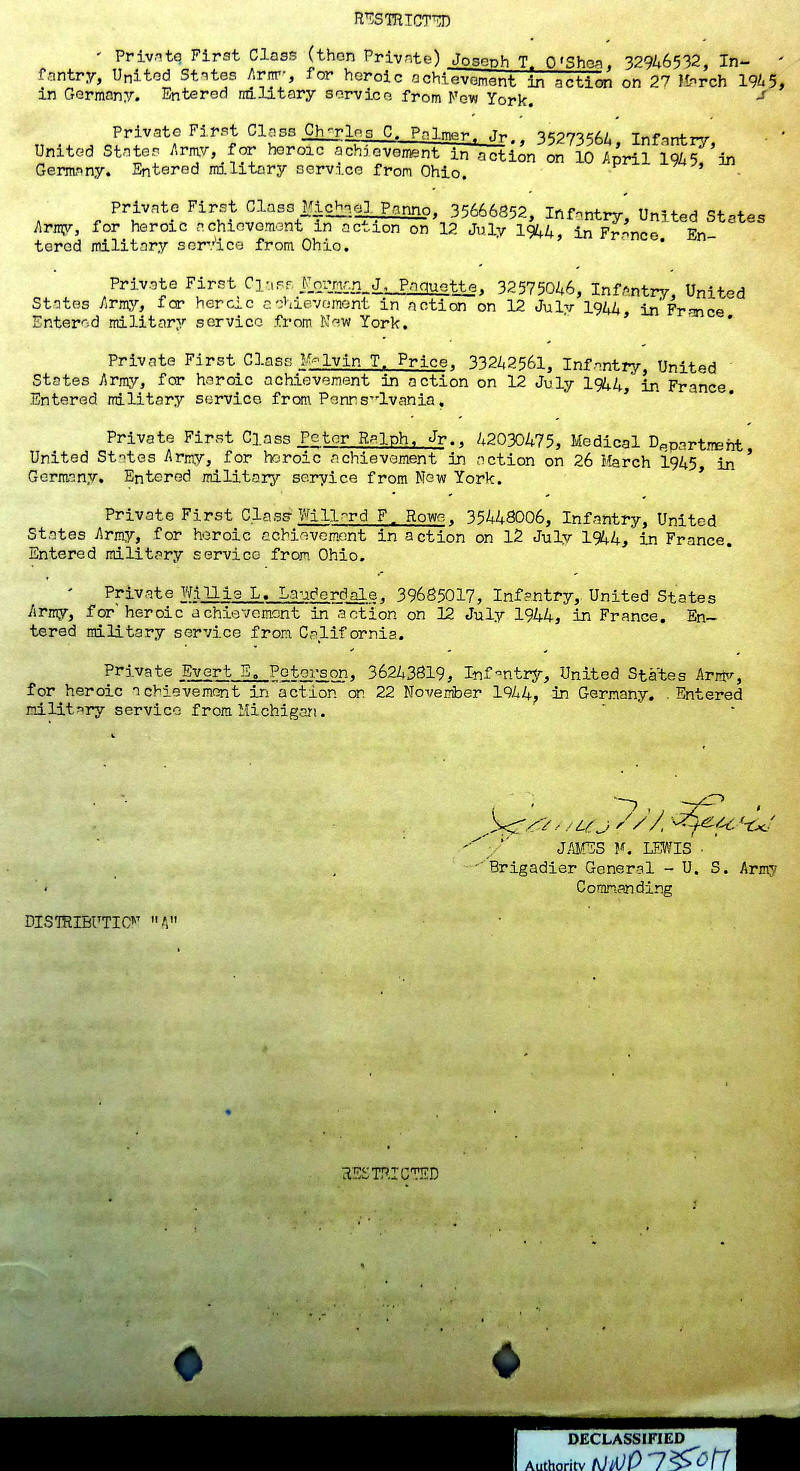 RESTRICTED
Private First Class (then Private) Joseph T. O'Shea, 32946532, In-
fantry, United States Army, for heroic achievement in action on 27 March 1945,
in Germany. Entered military service from New York.
Private First Class Charles C. Palmer, Jr., 35273564, Infantry,
United States Army, for heroic achievement in action on 10 April 1945, in
Germany. Entered military service from Ohio.
Private First Class Michael Panno, 35666852, Infantry, United States
Army, for heroic achievement in action on 12 July 1944, in France. En-
tered military service from Ohio.
Private First Class Norman J. Paquette, 32575046, Infantry, United
States Army, for heroic achievement in action on 12 July 1944, in France.
Entered military service from New York.
Private First Class Melvin T. Price, 33242561, Infantry, United
States Army, for heroic achievement in action on 12 July 1944, in France.
Entered military service from Pennsylvania.
Private First Class Peter Ralph, Jr., 42030475, Medical Department,
United States Army, for heroic achievement in action on 26 March 1945, in
Germany. Entered military service from New York.
Private First Class Willard F. Rowe, 35448006, Infantry, United
States Army, for heroic achievement in action on 12 July 1944, in France.
Entered military service from Ohio.
Private Willie L. Lauderdale, 39685017, Infantry, United States
Army, for heroic achievement in action on 12 July 1944, in France. En-
tered military service from California.
Private Evert E. Peterson, 36243819, Infantry, United States Army,
for heroic achievement in action on 22 November 1944, in Germany. Entered
military service from Michigan.
James M. Lewis
JAMES M. LEWIS
Brigadier General - U. S. Army
Commanding
DISTRIBUTION "A"
RESTRICTED
DECLASSIFIED
Authority NND 735017